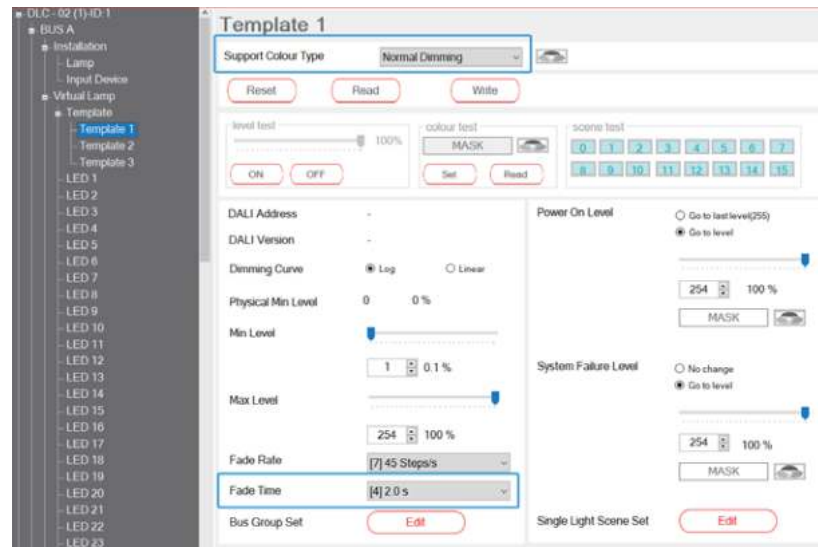 DLC - 02 (1)-ID:1
BUS A
Installation
Lamp
Input Device
Virtual Lamp
Template
Template 1
Template 2
Template 3
LED 1
LED 2
LED 3
LED 4
LED 5
LED 6
LED 7
LED 8
LED 9
LED 10
LED 11
LED 12
LED 13
LED 14
LED 15
LED 16
LED 17
LED 18
LED 19
LED 20
LED 21
LED 22
LED 23
Template 1
Support Colour Type Normal Dimming
Reset Read Write
level test colour test scene test
100% MASK 0 1 2 3 4 5 6 7
ON OFF Set Read 8 9 10 11 12 13 14 15
DALI Address -
DALI Version -
Dimming Curve Log Linear
Physical Min Level 0 0 %
Min Level
1 0.1 %
Max Level
254 100 %
Fade Rate [7] 45 Steps/s
Fade Time [4] 2.0 s
Bus Group Set Edit
Power On Level Go to last level(255)
Go to level
254 100 %
MASK
System Failure Level No change
Go to level
254 100 %
MASK
Single Light Scene Set Edit